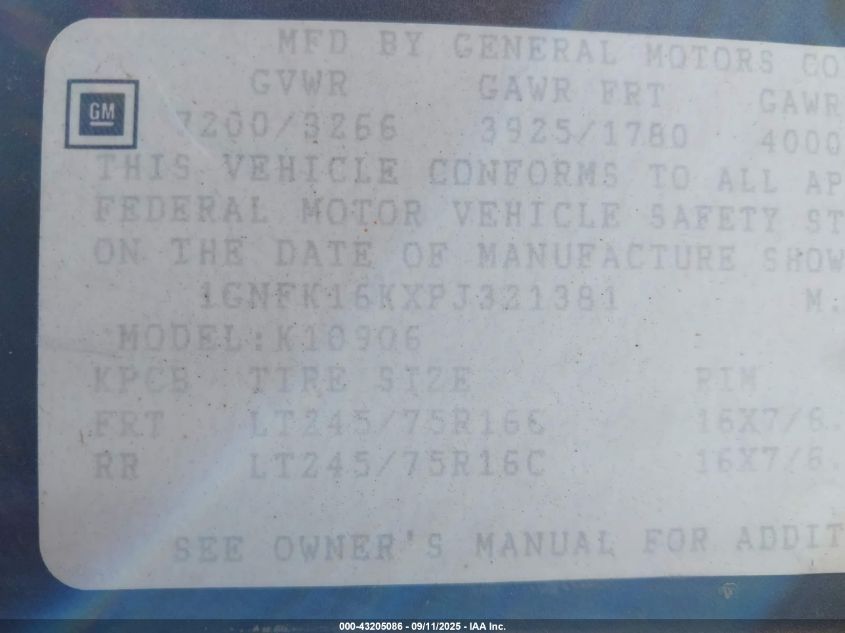 MFD BY GENERAL MOTORS CO
GVWR GAWR FRT GAWR
GM
7200/3266 3925/1780 4000
THIS VEHICLE CONFORMS TO ALL AP
FEDERAL MOTOR VEHICLE SAFETY ST
ON THE DATE OF MANUFACTURE SHOW
1GNFK16KXPJ321381 M.
MODEL:K10906
KPCB TIRE SIZE RIM
FRT LT245/75R16C 16X7/6.
RR LT245/75R16C 16X7/6.
SEE OWNER'S MANUAL FOR ADDIT
000-43205086 - 09/11/2025 - IAA Inc.